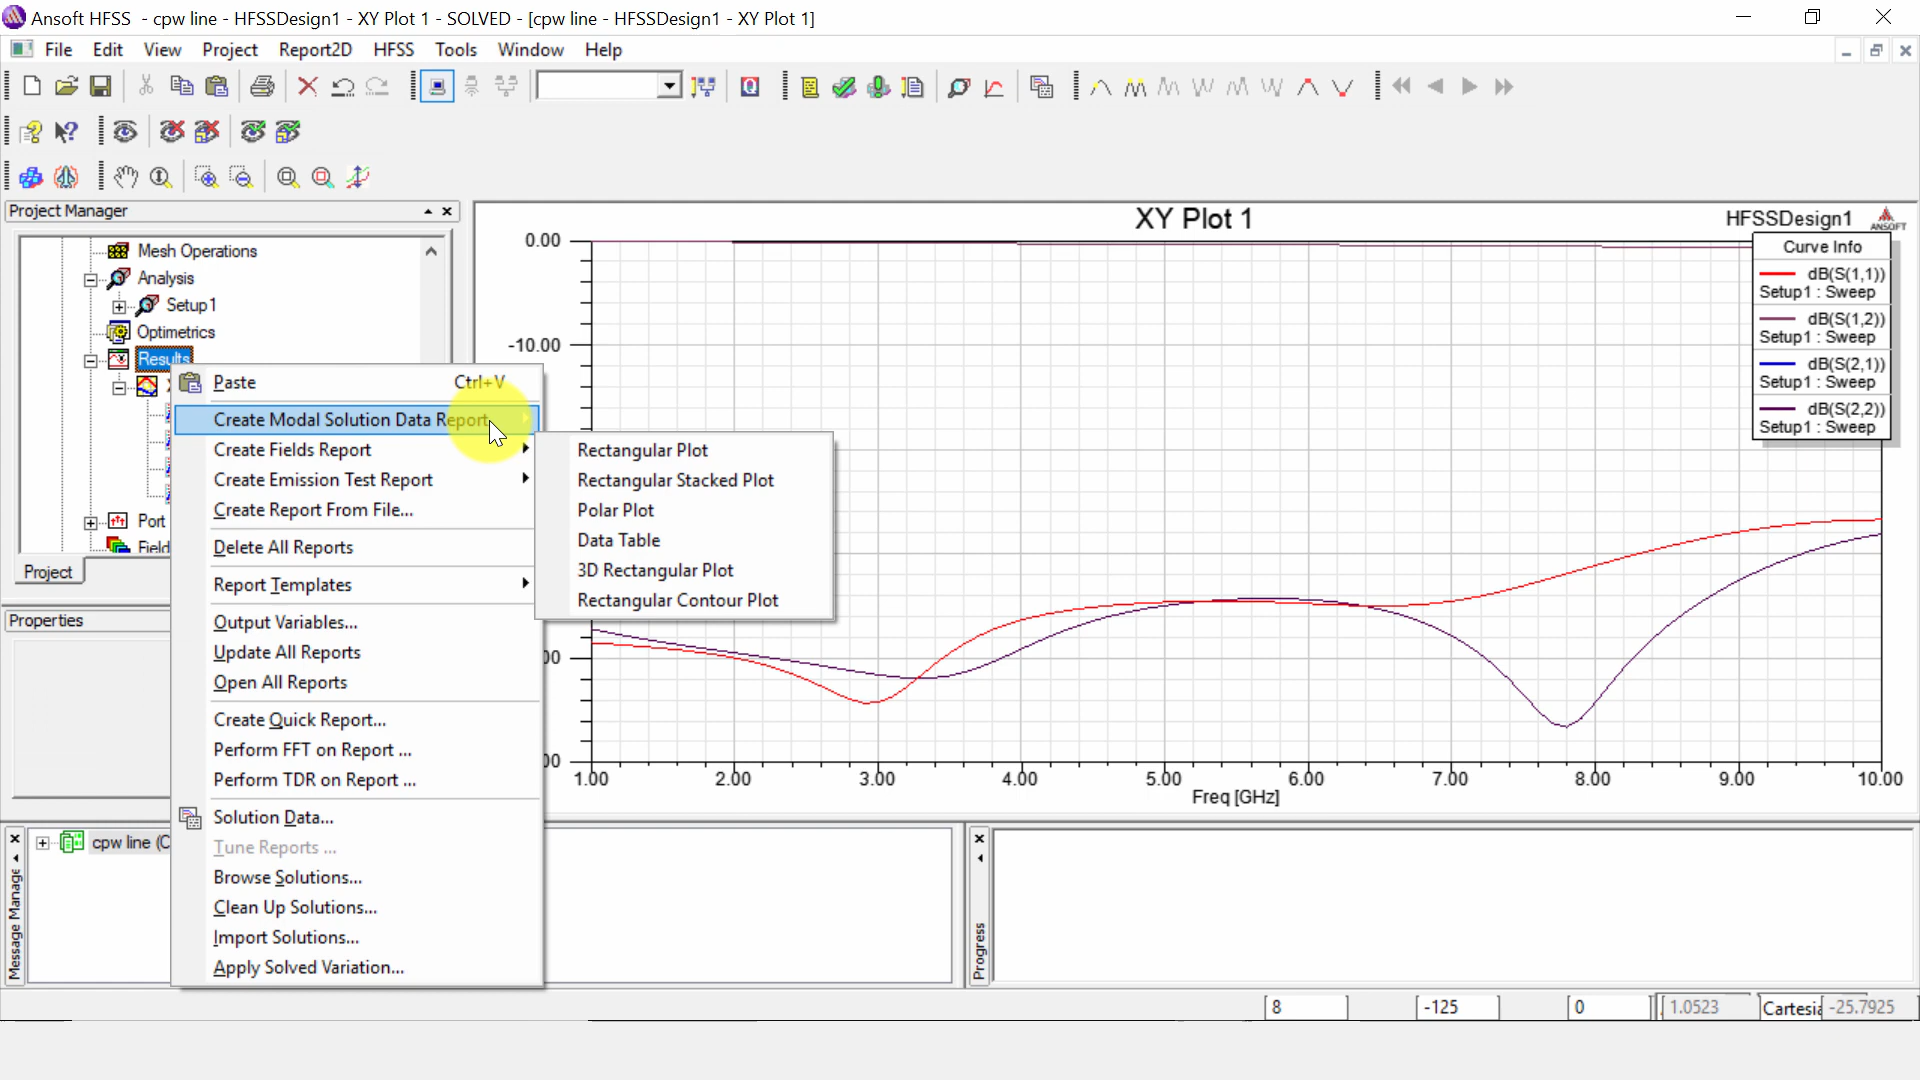 Ansoft HFSS - cpw line - HFSSDesign1 - XY Plot 1 - SOLVED - [cpw line - HFSSDesign1 - XY Plot 1]
File Edit View Project Report2D HFSS Tools Window Help
Project Manager
Mesh Operations
Analysis
Setup1
Optimetrics
Results
Port
Field
Project
Properties
Paste Ctrl+V
Create Modal Solution Data Report
Create Fields Report
Create Emission Test Report
Create Report From File...
Delete All Reports
Report Templates
Output Variables...
Update All Reports
Open All Reports
Create Quick Report...
Perform FFT on Report ...
Perform TDR on Report ...
Solution Data...
Tune Reports ...
Browse Solutions...
Clean Up Solutions...
Import Solutions...
Apply Solved Variation...
Rectangular Plot
Rectangular Stacked Plot
Polar Plot
Data Table
3D Rectangular Plot
Rectangular Contour Plot
XY Plot 1
HFSSDesign1
ANSOFT
Curve Info
dB(S(1,1))
Setup1 : Sweep
dB(S(1,2))
Setup1 : Sweep
dB(S(2,1))
Setup1 : Sweep
dB(S(2,2))
Setup1 : Sweep
0.00
-10.00
00
00
1.00 2.00 3.00 4.00 5.00 6.00 7.00 8.00 9.00 10.00
Freq [GHz]
Message Manage
cpw line (C
Progress
8 -125 0 1.0523 Cartesia -25.7925